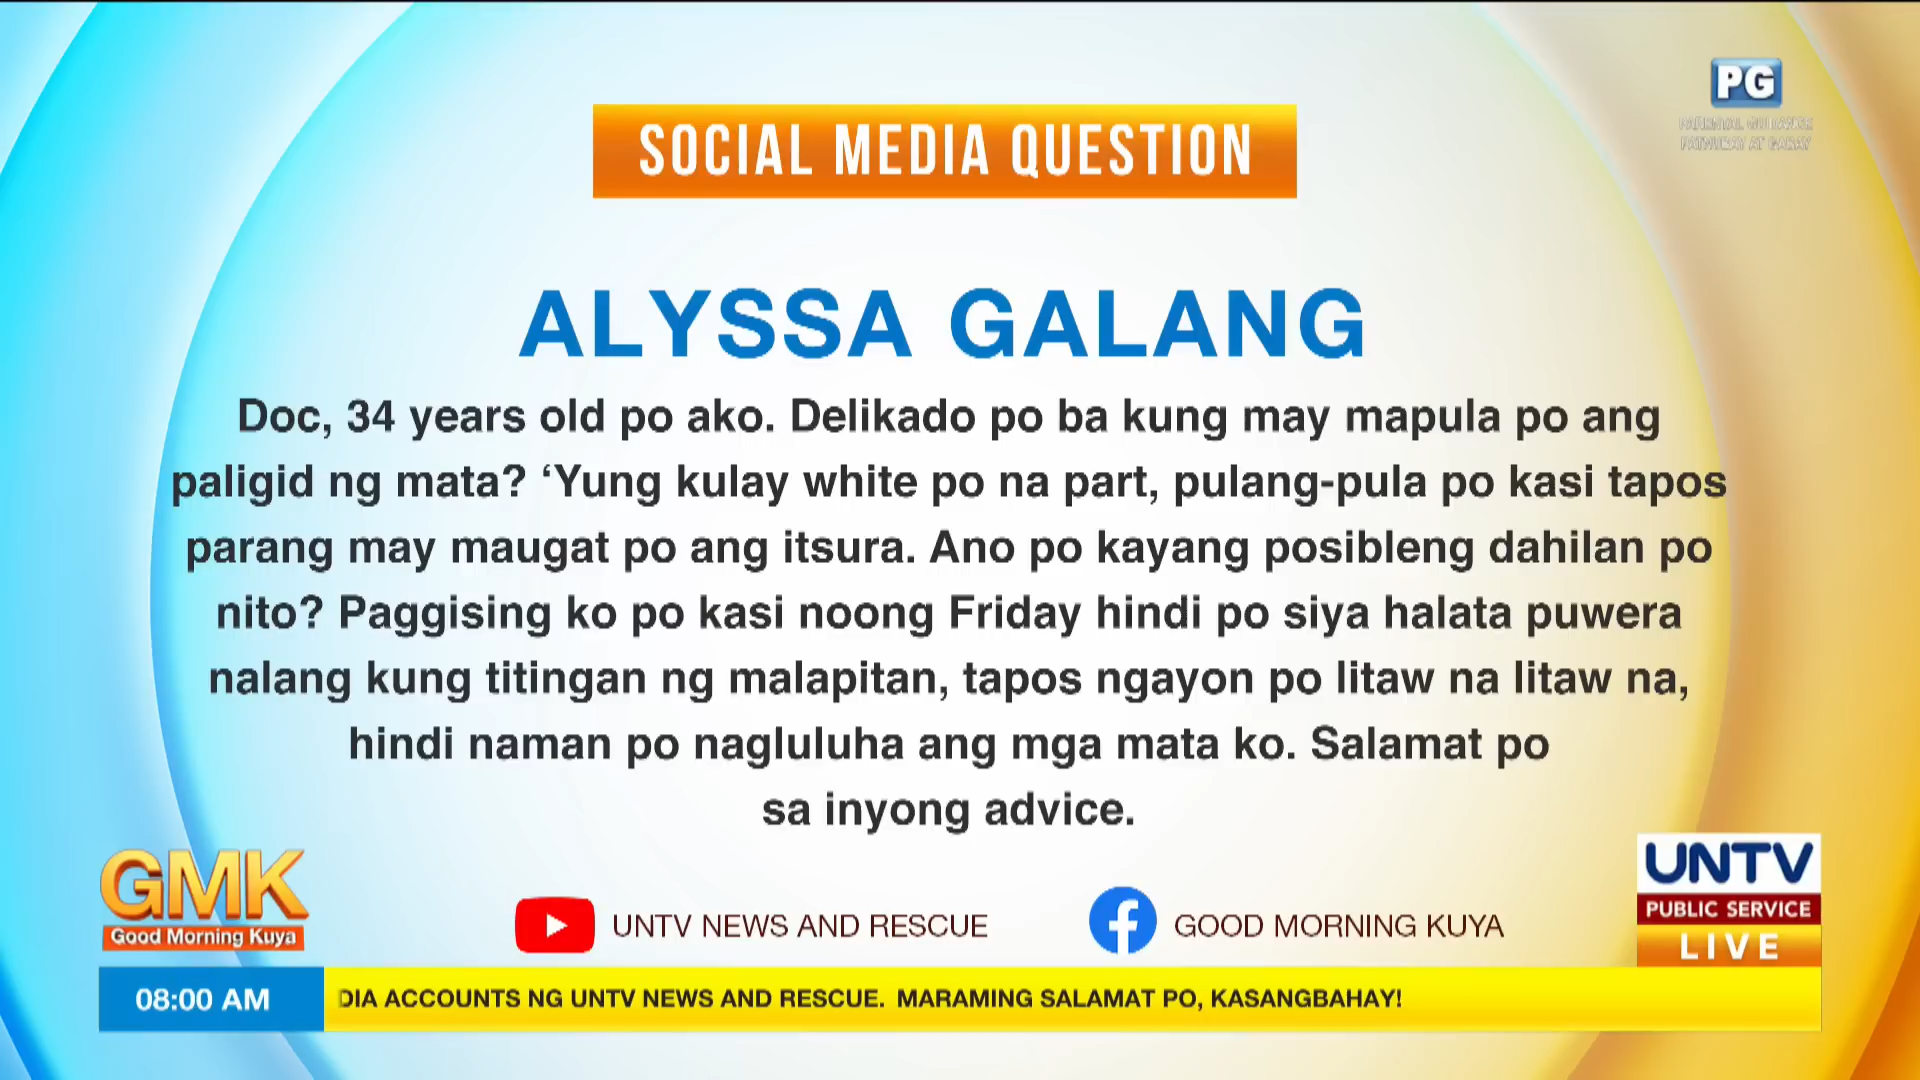 PG
PARENTAL GUIDANCE
PATNUBAY AT GABAY
SOCIAL MEDIA QUESTION
ALYSSA GALANG
Doc, 34 years old po ako. Delikado po ba kung may mapula po ang
paligid ng mata? ‘Yung kulay white po na part, pulang-pula po kasi tapos
parang may maugat po ang itsura. Ano po kayang posibleng dahilan po
nito? Paggising ko po kasi noong Friday hindi po siya halata puwera
nalang kung titingan ng malapitan, tapos ngayon po litaw na litaw na,
hindi naman po nagluluha ang mga mata ko. Salamat po
sa inyong advice.
GMK
Good Morning Kuya
UNTV NEWS AND RESCUE
GOOD MORNING KUYA
UNTV
PUBLIC SERVICE
LIVE
08:00 AM
DIA ACCOUNTS NG UNTV NEWS AND RESCUE. MARAMING SALAMAT PO, KASANGBAHAY!